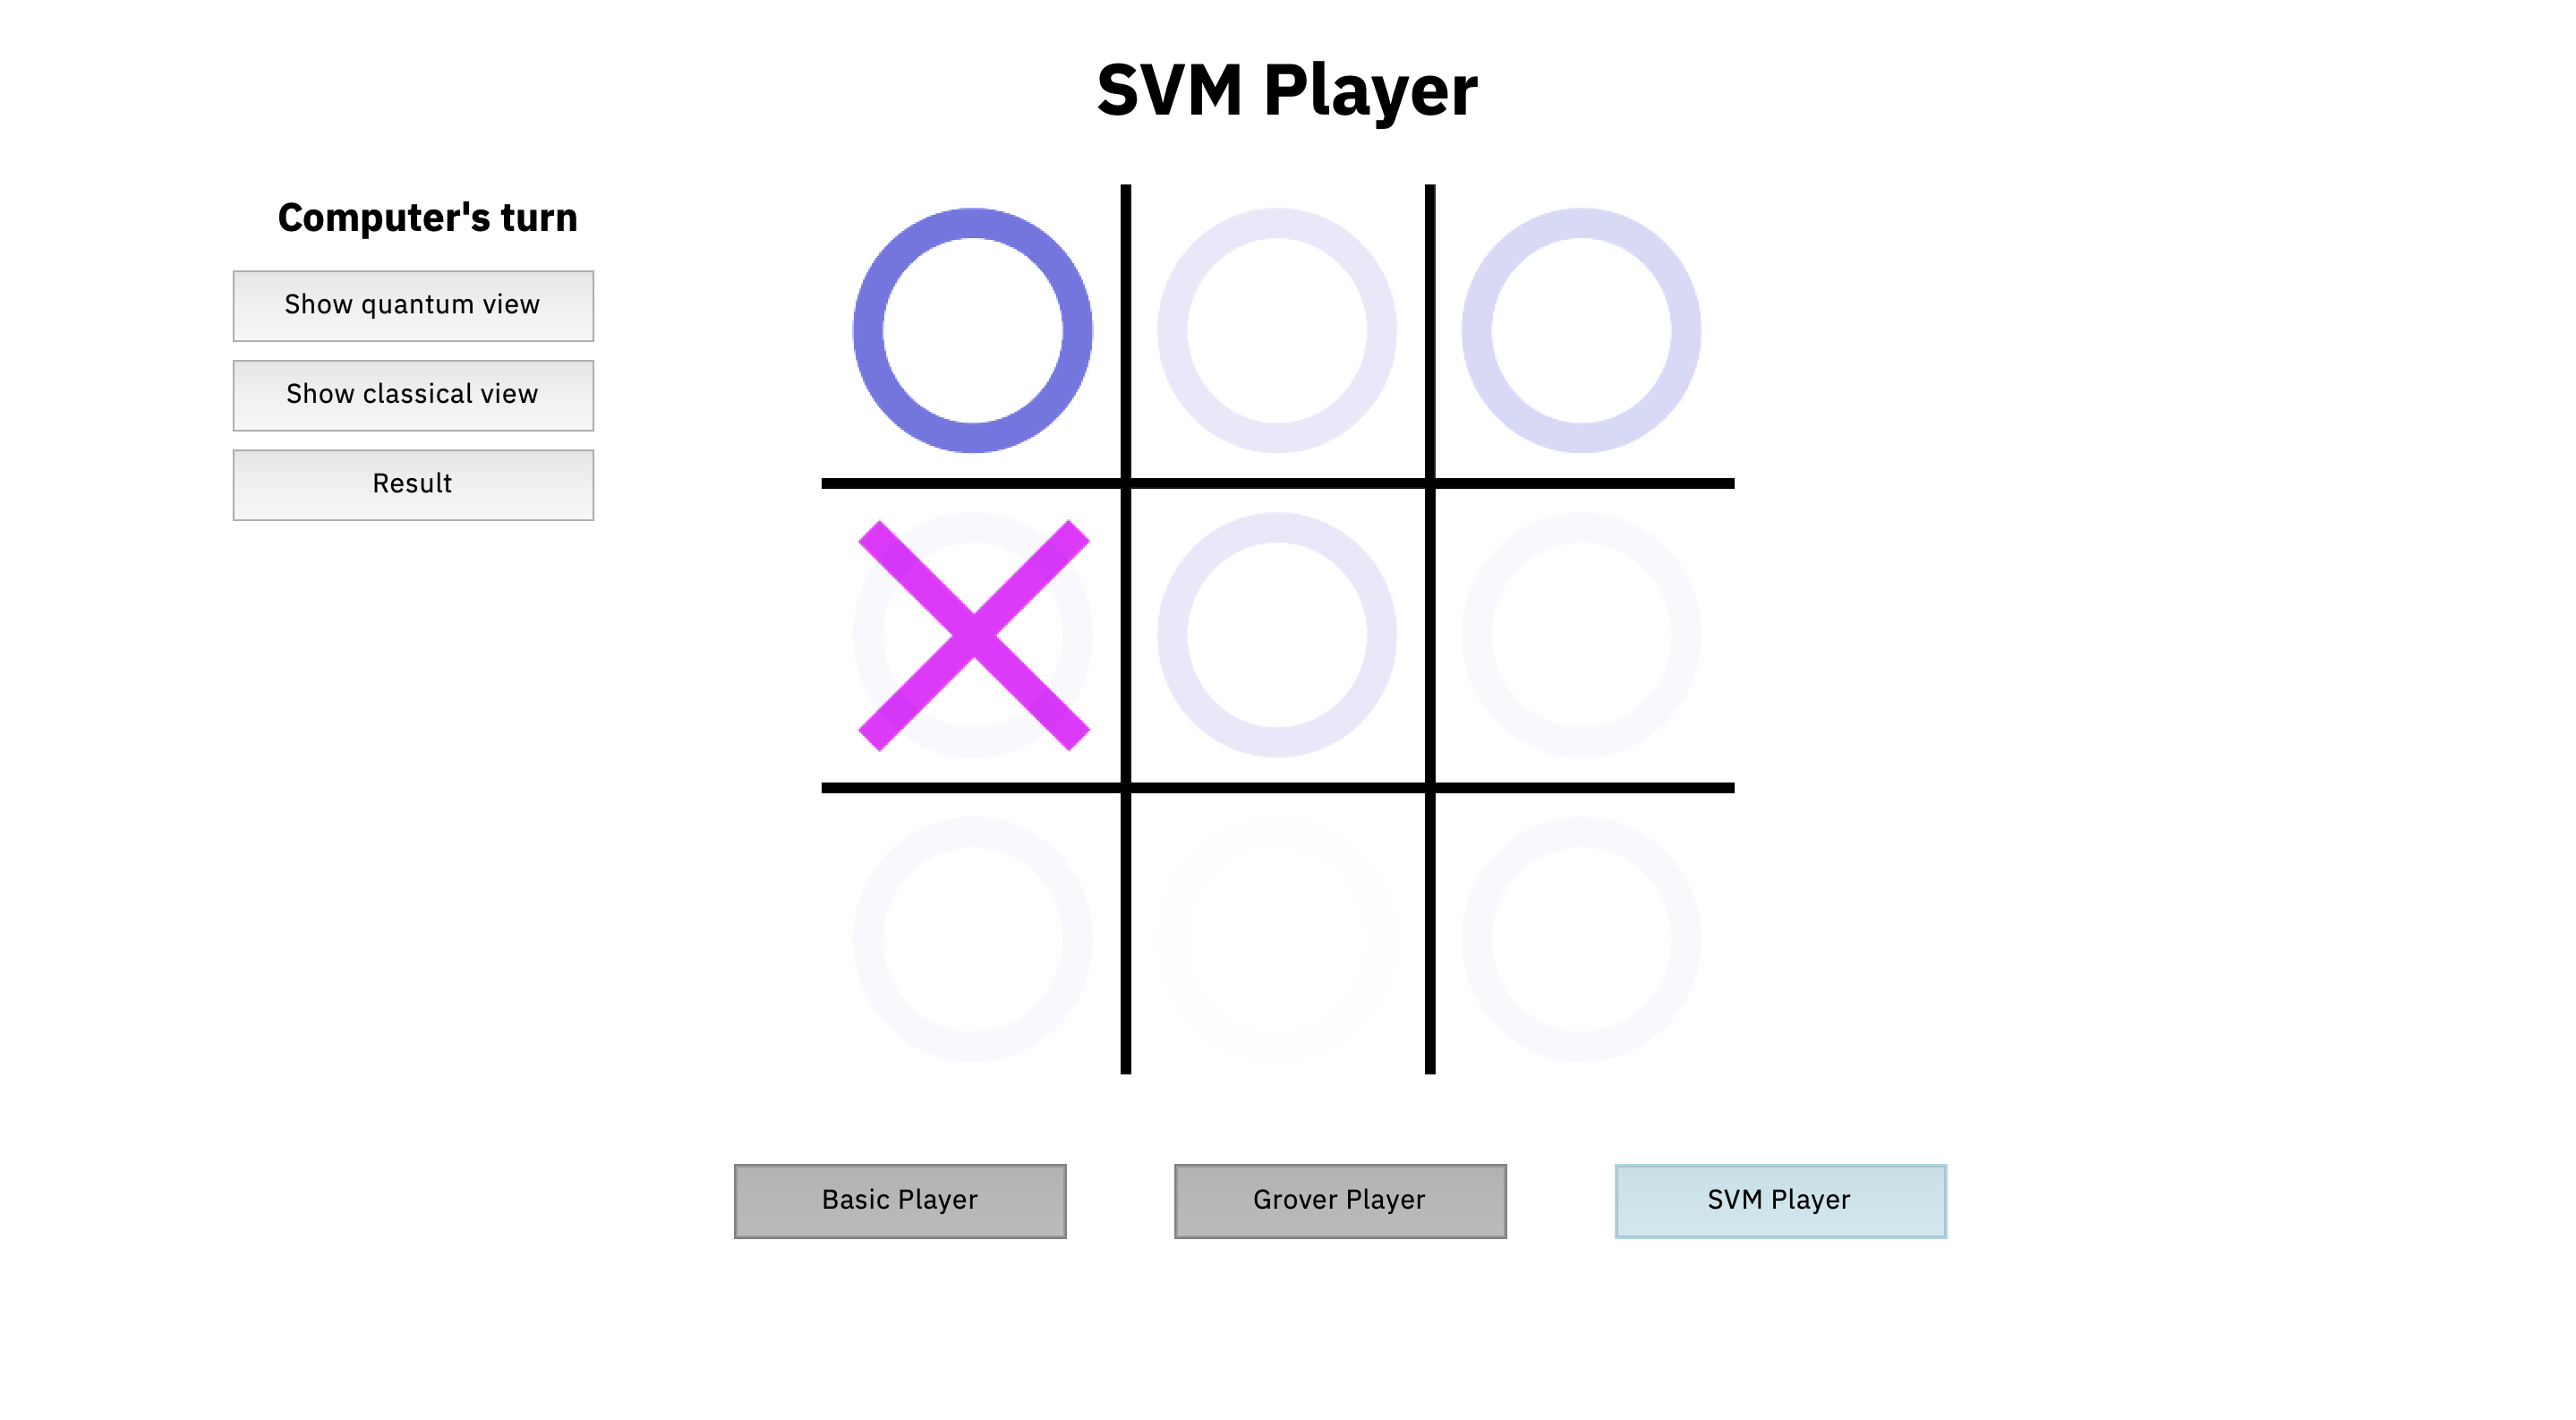 SVM Player
Computer's turn
Show quantum view
Show classical view
Result
Basic Player
Grover Player
SVM Player